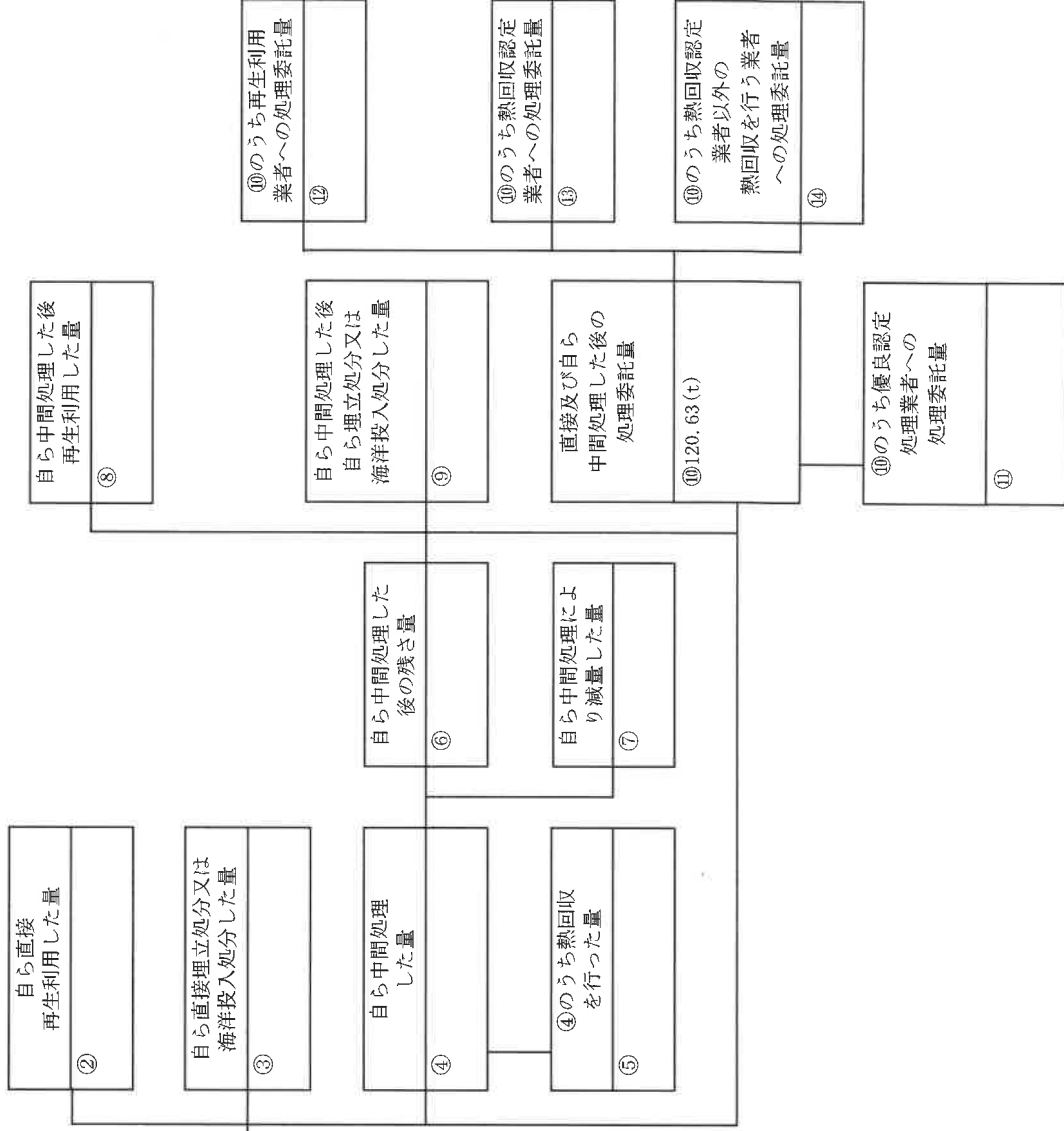 自ら直接
再生利用した量
②
自ら直接埋立処分又は
海洋投入処分した量
③
自ら中間処理
した量
④
④のうち熱回収
を行った量
⑤
自ら中間処理した
後の残さ量
⑥
自ら中間処理によ
り減量した量
⑦
自ら中間処理した後
再生利用した量
⑧
自ら中間処理した後
自ら埋立処分又は
海洋投入処分した量
⑨
直接及び自ら
中間処理した後の
処理委託量
⑩120.63(t)
⑩のうち優良認定
処理業者への
処理委託量
⑪
⑩のうち再生利用
業者への処理委託量
⑫
⑩のうち熱回収認定
業者への処理委託量
⑬
⑩のうち熱回収認定
業者以外の
熱回収を行う業者
への処理委託量
⑭